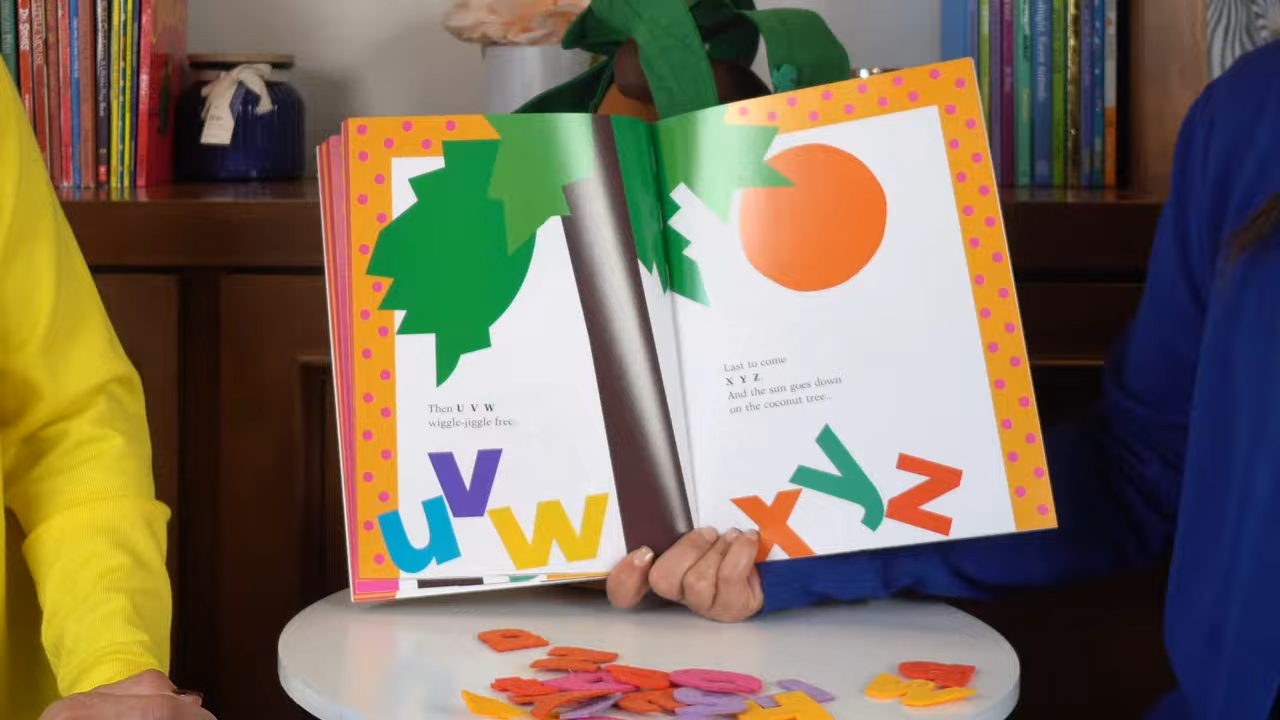 Then U V W
wiggle-jiggle free.
u v w
Last to come
X Y Z.
And the sun goes down
on the coconut tree...
x y z